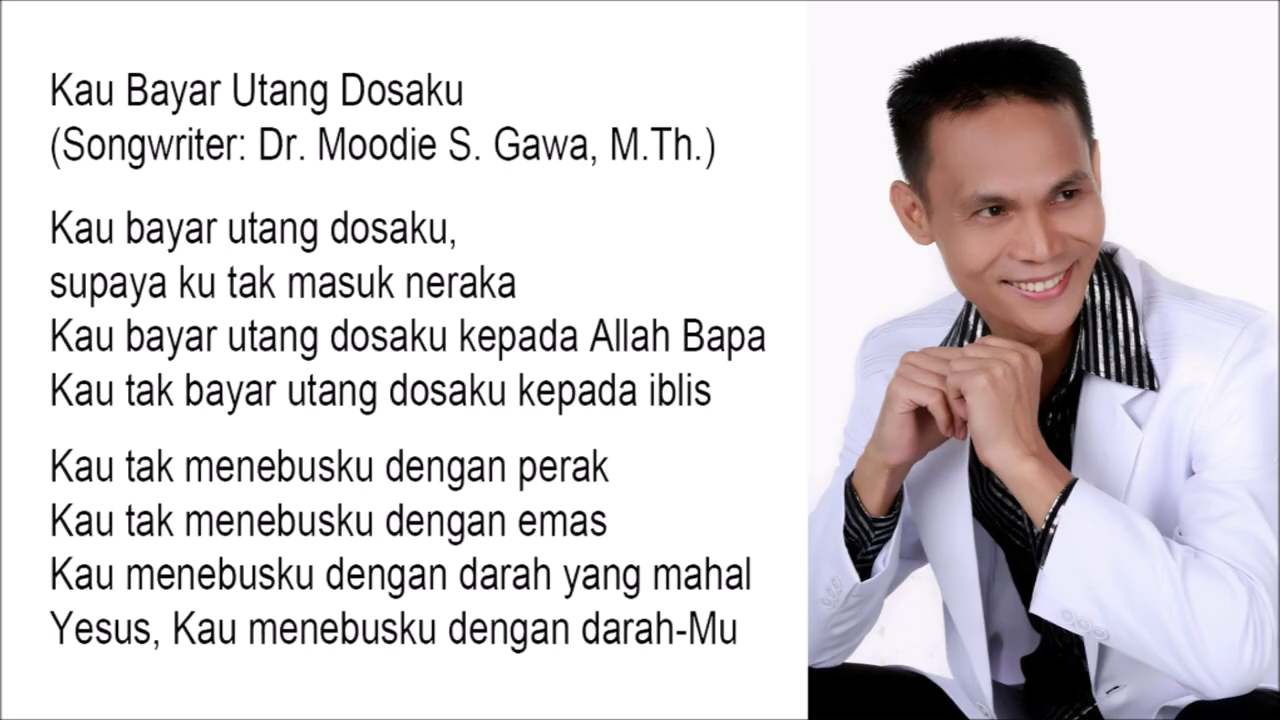 Kau Bayar Utang Dosaku
(Songwriter: Dr. Moodie S. Gawa, M.Th.)
Kau bayar utang dosaku,
supaya ku tak masuk neraka
Kau bayar utang dosaku kepada Allah Bapa
Kau tak bayar utang dosaku kepada iblis
Kau tak menebusku dengan perak
Kau tak menebusku dengan emas
Kau menebusku dengan darah yang mahal
Yesus, Kau menebusku dengan darah-Mu